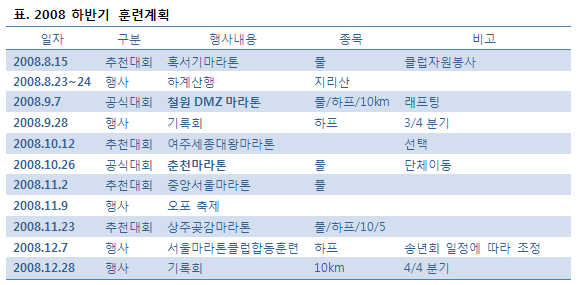 표. 2008 하반기 훈련계획
일자 구분 행사내용 종목 비고
2008.8.15 추천대회 혹서기마라톤 풀 클럽자원봉사
2008.8.23~24 행사 하계산행 지리산
2008.9.7 공식대회 철원 DMZ 마라톤 풀/하프/10km 래프팅
2008.9.28 행사 기록회 하프 3/4 분기
2008.10.12 추천대회 여주세종대왕마라톤 선택
2008.10.26 공식대회 춘천마라톤 풀 단체이동
2008.11.2 추천대회 중앙서울마라톤 풀
2008.11.9 행사 오포 축제
2008.11.23 추천대회 상주곶감마라톤 풀/하프/10/5
2008.12.7 행사 서울마라톤클럽합동훈련 하프 송년회 일정에 따라 조정
2008.12.28 행사 기록회 10km 4/4 분기